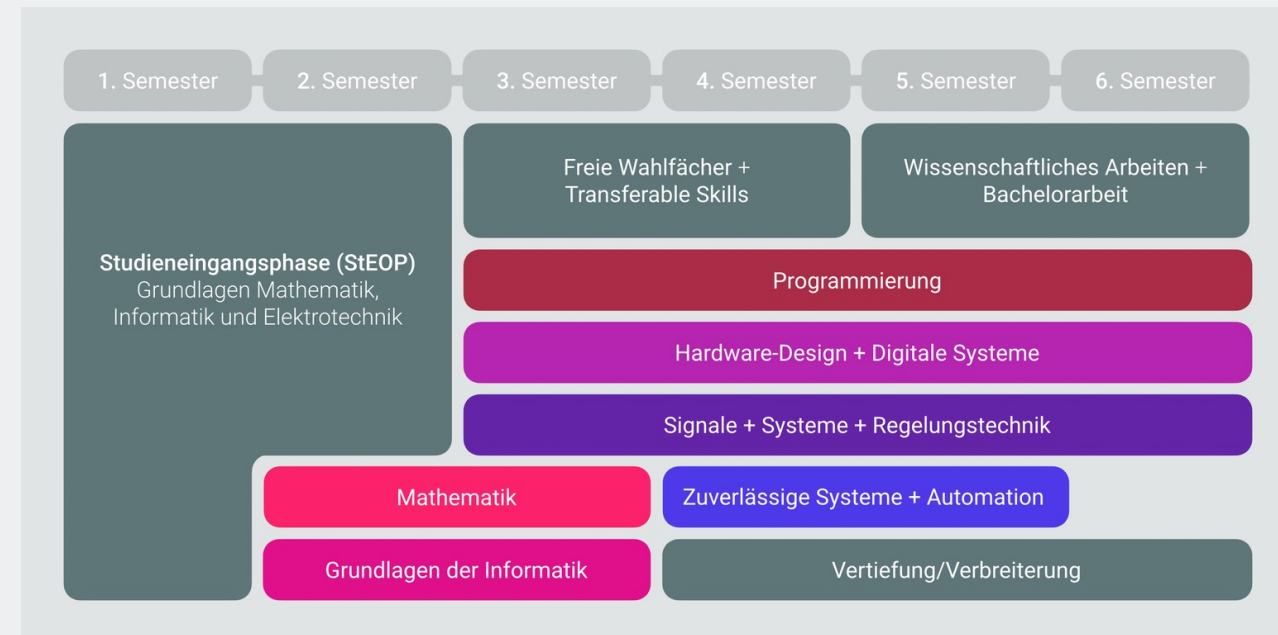 1. Semester
2. Semester
3. Semester
4. Semester
5. Semester
6. Semester
Studieneingangsphase (StEOP)
Grundlagen Mathematik,
Informatik und Elektrotechnik
Freie Wahlfächer +
Transferable Skills
Wissenschaftliches Arbeiten +
Bachelorarbeit
Programmierung
Hardware-Design + Digitale Systeme
Signale + Systeme + Regelungstechnik
Mathematik
Zuverlässige Systeme + Automation
Grundlagen der Informatik
Vertiefung/Verbreiterung